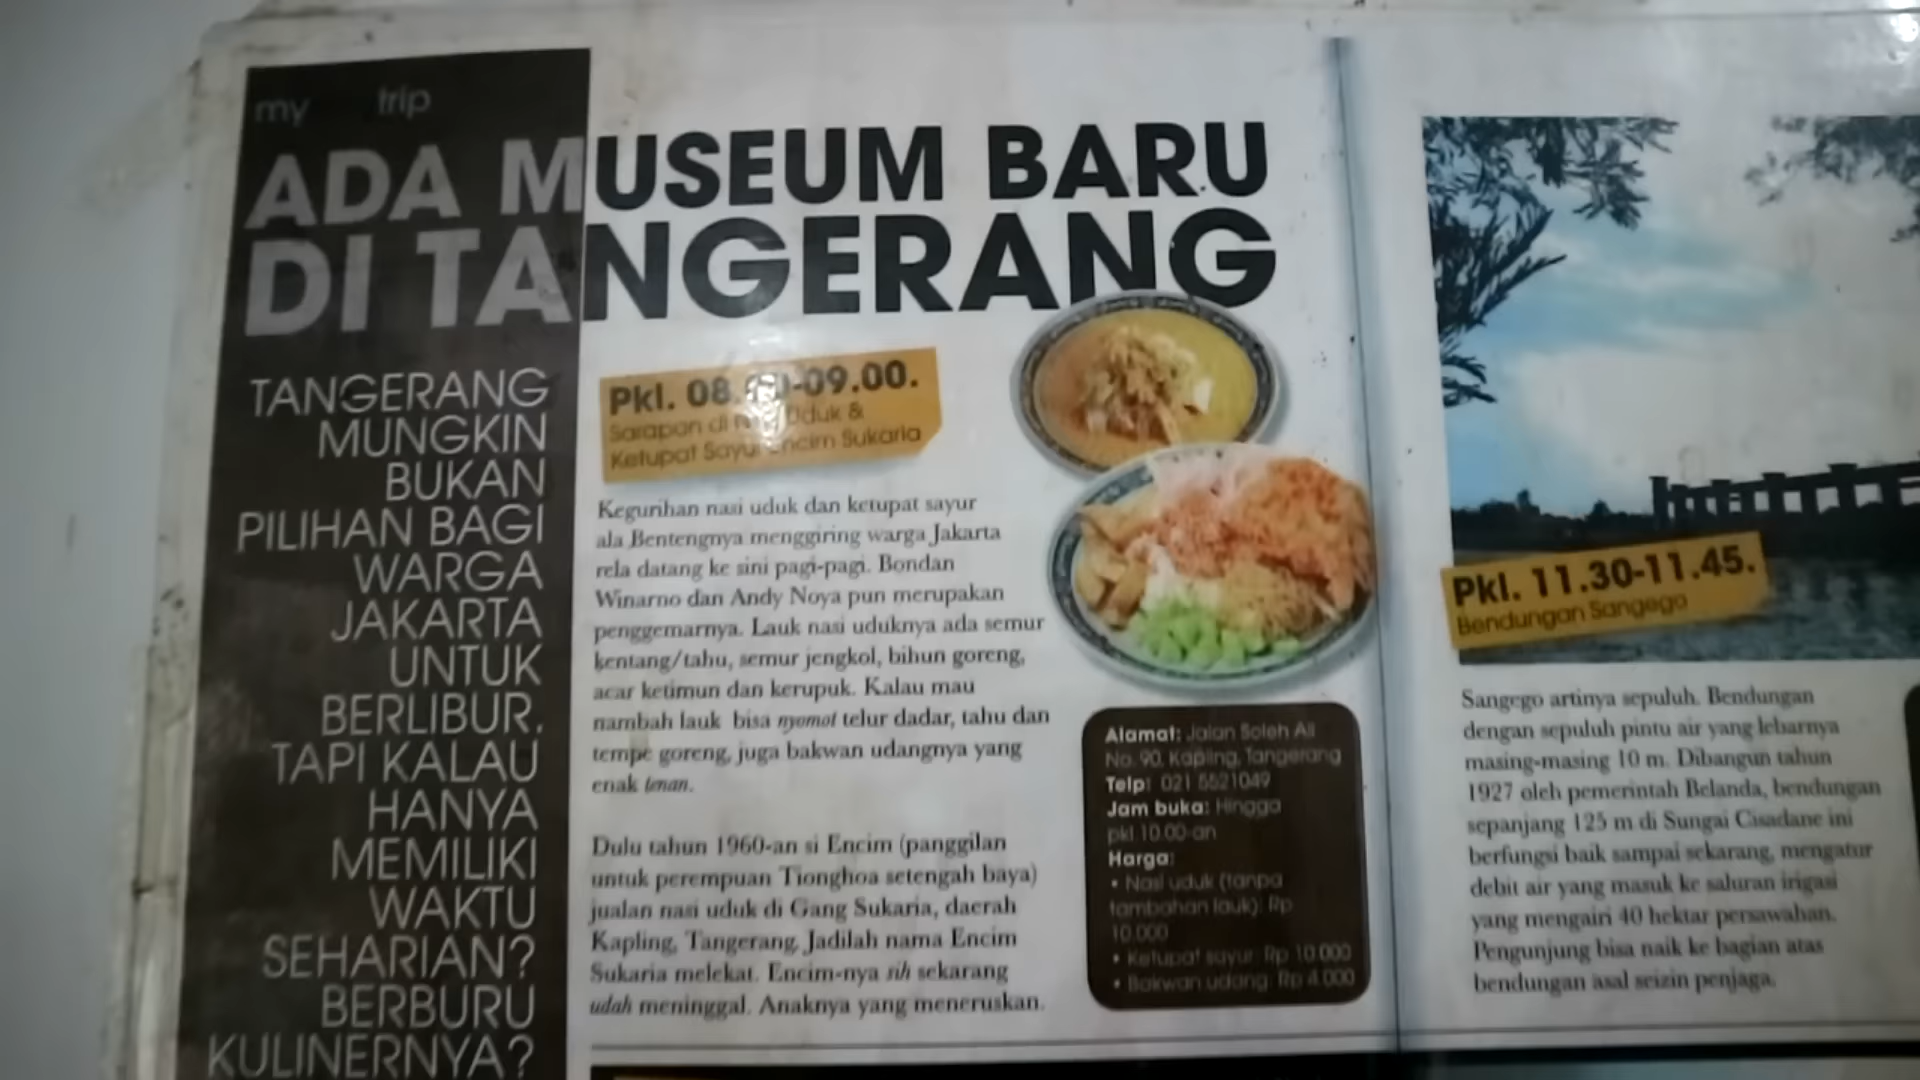 my trip
ADA MUSEUM BARU
DI TANGERANG
TANGERANG
MUNGKIN
BUKAN
PILIHAN BAGI
WARGA
JAKARTA
UNTUK
BERLIBUR.
TAPI KALAU
HANYA
MEMILIKI
WAKTU
SEHARIAN?
BERBURU
KULINERNYA?
Pkl. 08. -09.00.
Sarapan di Uduk &
Ketupat Sayur Encim Sukaria
Kegurihan nasi uduk dan ketupat sayur
ala Bentengnya menggiring warga Jakarta
rela datang ke sini pagi-pagi. Bondan
Winarno dan Andy Noya pun merupakan
penggemarnya. Lauk nasi uduknya ada semur
kentang/tahu, semur jengkol, bihun goreng,
acar ketimun dan kerupuk. Kalau mau
nambah lauk bisa nyomot telur dadar, tahu dan
tempe goreng, juga bakwan udangnya yang
enak tenan.
Dulu tahun 1960-an si Encim (panggilan
untuk perempuan Tionghoa setengah baya)
jualan nasi uduk di Gang Sukaria, daerah
Kapling, Tangerang. Jadilah nama Encim
Sukaria melekat. Encim-nya sih sekarang
udah meninggal. Anaknya yang meneruskan.
Alamat: Jalan Soleh Ali
No. 90, Kapling, Tangerang
Telp: 021 5521049
Jam buka: Hingga
pkl.10.00-an
Harga:
• Nasi uduk (tanpa
tambahan lauk): Rp
10.000
• Ketupat sayur: Rp 10.000
• Bakwan udang: Rp 4.000
Pkl. 11.30-11.45.
Bendungan Sangego
Sangego artinya sepuluh. Bendungan
dengan sepuluh pintu air yang lebarnya
masing-masing 10 m. Dibangun tahun
1927 oleh pemerintah Belanda, bendungan
sepanjang 125 m di Sungai Cisadane ini
berfungsi baik sampai sekarang, mengatur
debit air yang masuk ke saluran irigasi
yang mengairi 40 hektar persawahan.
Pengunjung bisa naik ke bagian atas
bendungan asal seizin penjaga.